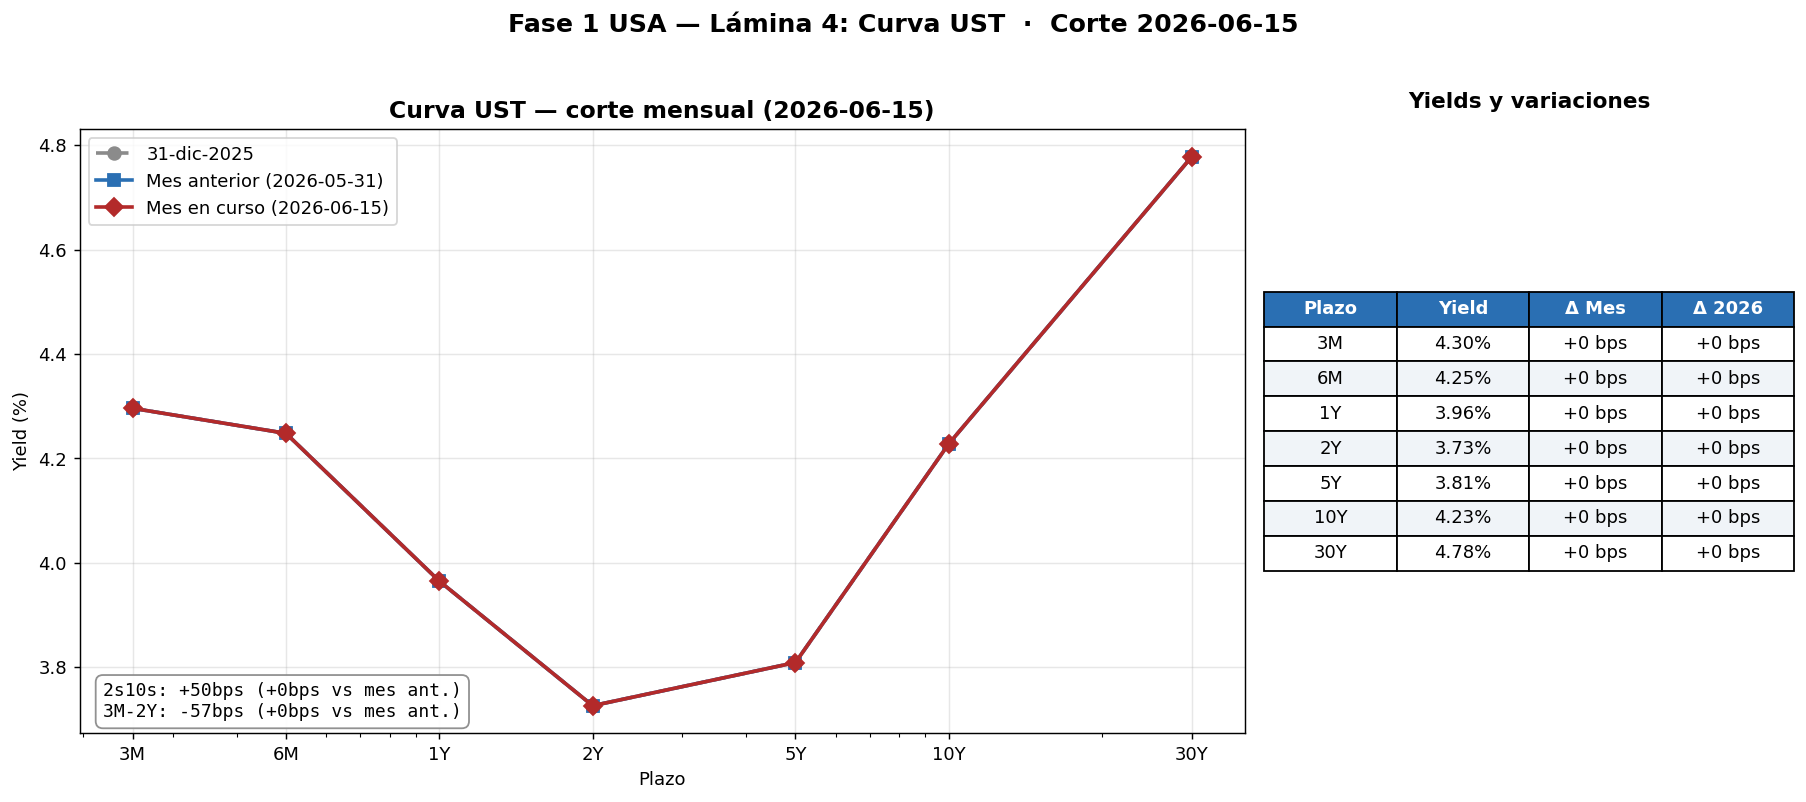 Fase 1 USA — Lámina 4: Curva UST · Corte 2026-06-15
Curva UST — corte mensual (2026-06-15)
31-dic-2025
Mes anterior (2026-05-31)
Mes en curso (2026-06-15)
4.8
4.6
4.4
4.2
4.0
3.8
Yield (%)
2s10s: +50bps (+0bps vs mes ant.)
3M-2Y: -57bps (+0bps vs mes ant.)
3M 6M 1Y 2Y 5Y 10Y 30Y
Plazo
Yields y variaciones
Plazo Yield Δ Mes Δ 2026
3M 4.30% +0 bps +0 bps
6M 4.25% +0 bps +0 bps
1Y 3.96% +0 bps +0 bps
2Y 3.73% +0 bps +0 bps
5Y 3.81% +0 bps +0 bps
10Y 4.23% +0 bps +0 bps
30Y 4.78% +0 bps +0 bps